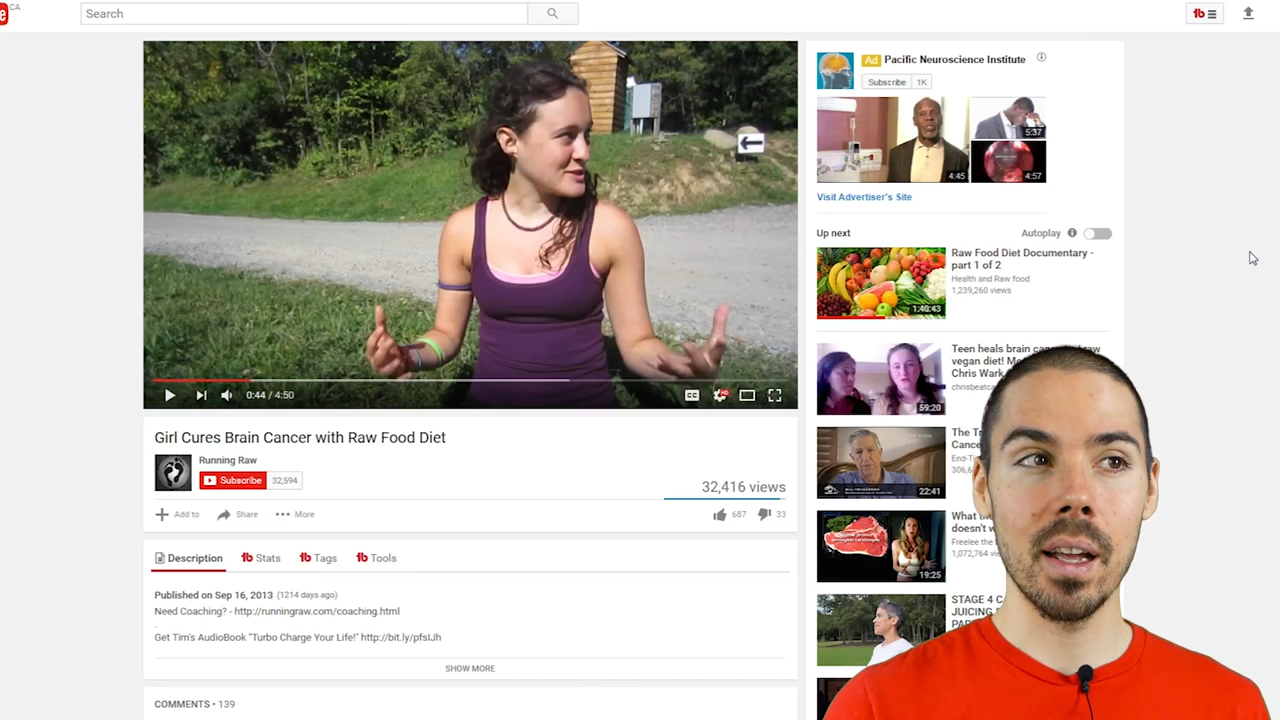 CA
Search
Ad Pacific Neuroscience Institute
Subscribe 1K
5:37
4:45
4:57
Visit Advertiser's Site
Up next
Autoplay
Raw Food Diet Documentary -
part 1 of 2
Health and Raw food
1,239,260 views
1:40:43
Teen heals brain
raw
vegan diet!
Chris Wark
59:20
The
22:41
What
doesn't
Freelee the
1,072,764
19:25
STAGE 4
JUICING
0:44 / 4:50
CC
HD
Girl Cures Brain Cancer with Raw Food Diet
Running Raw
Subscribe 32,594
32,416 views
Add to Share More
687 33
Description Stats Tags Tools
Published on Sep 16, 2013 (1214 days ago)
Need Coaching? - http://runningraw.com/coaching.html
.
Get Tim's AudioBook "Turbo Charge Your Life!" http://bit.ly/pfsIJh
SHOW MORE
COMMENTS • 139